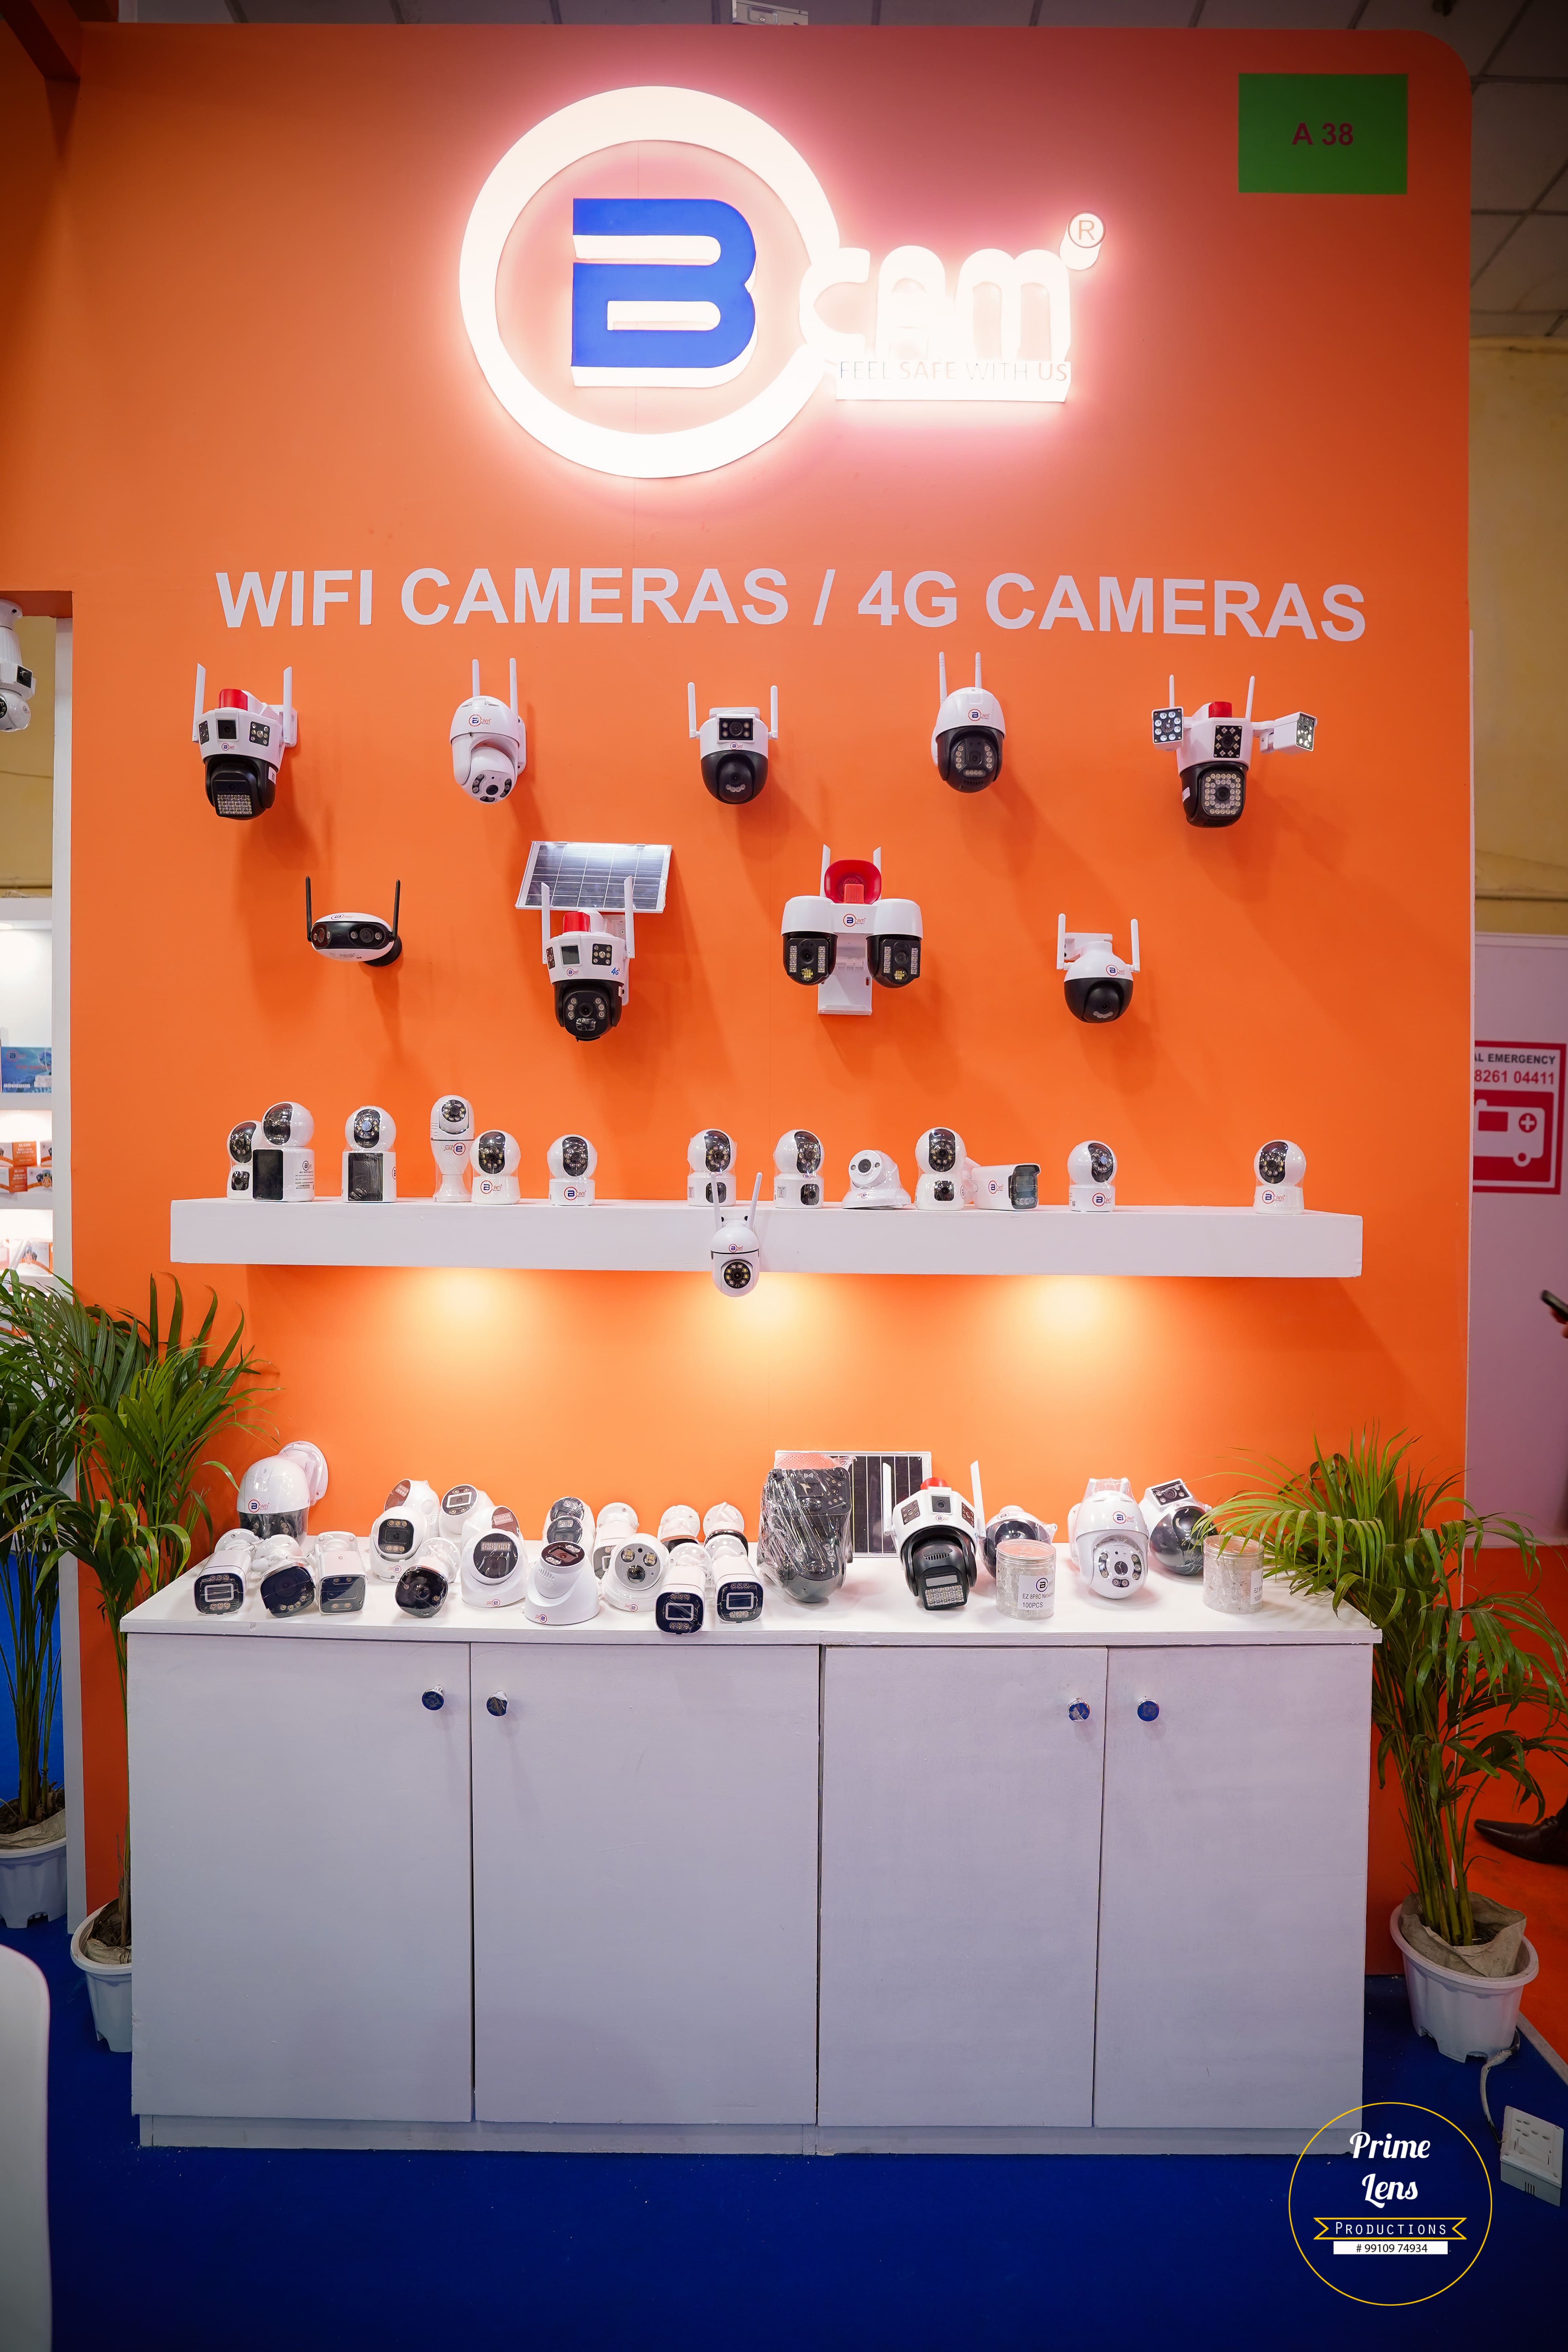 A 38
B CAM ®
FEEL SAFE WITH US
WIFI CAMERAS / 4G CAMERAS
4G
AL EMERGENCY
8261 04411
100PCS
Prime
Lens
PRODUCTIONS
# 99109 74934